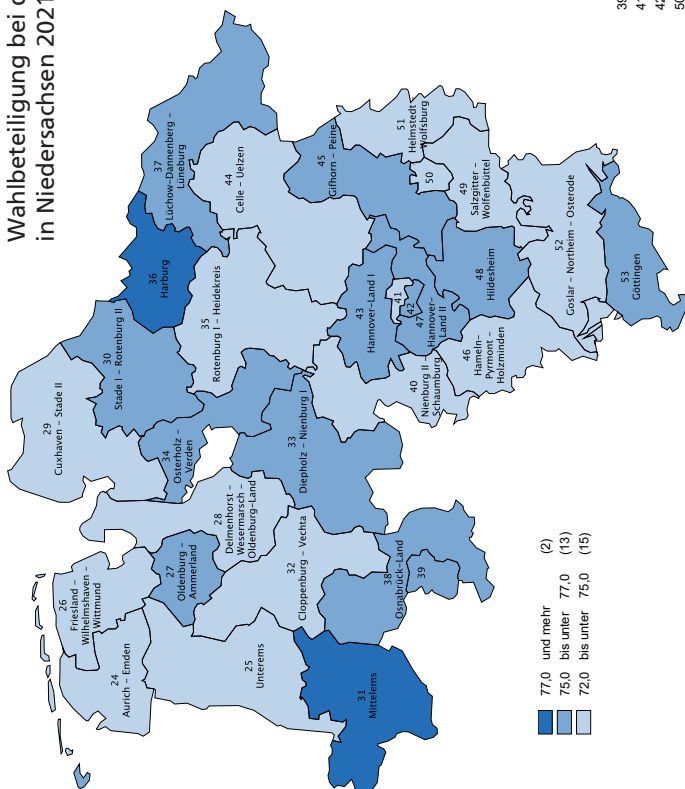 Wahlbeteiligung bei d
in Niedersachsen 2021
29
Cuxhaven – Stade II
30
Stade I – Rotenburg II
36
Harburg
37
Lüchow-Dannenberg –
Lüneburg
26
Friesland –
Wilhelmshaven –
Wittmund
34
Osterholz –
Verden
35
Rotenburg I – Heidekreis
44
Celle – Uelzen
24
Aurich – Emden
27
Oldenburg –
Ammerland
28
Delmenhorst –
Wesermarsch –
Oldenburg-Land
33
Diepholz – Nienburg I
43
Hannover-Land I
45
Gifhorn – Peine
25
Unterems
32
Cloppenburg – Vechta
40
Nienburg II –
Schaumburg
41
42
47
Hannover-
Land II
50
51
Helmstedt
Wolfsburg
31
Mittelems
38
Osnabrück-Land
39
46
Hameln-
Pyrmont –
Holzminden
48
Hildesheim
49
Salzgitter –
Wolfenbüttel
52
Goslar – Northeim – Osterode
53
Göttingen
77,0 und mehr (2)
75,0 bis unter 77,0 (13)
72,0 bis unter 75,0 (15)
39
41
42
50